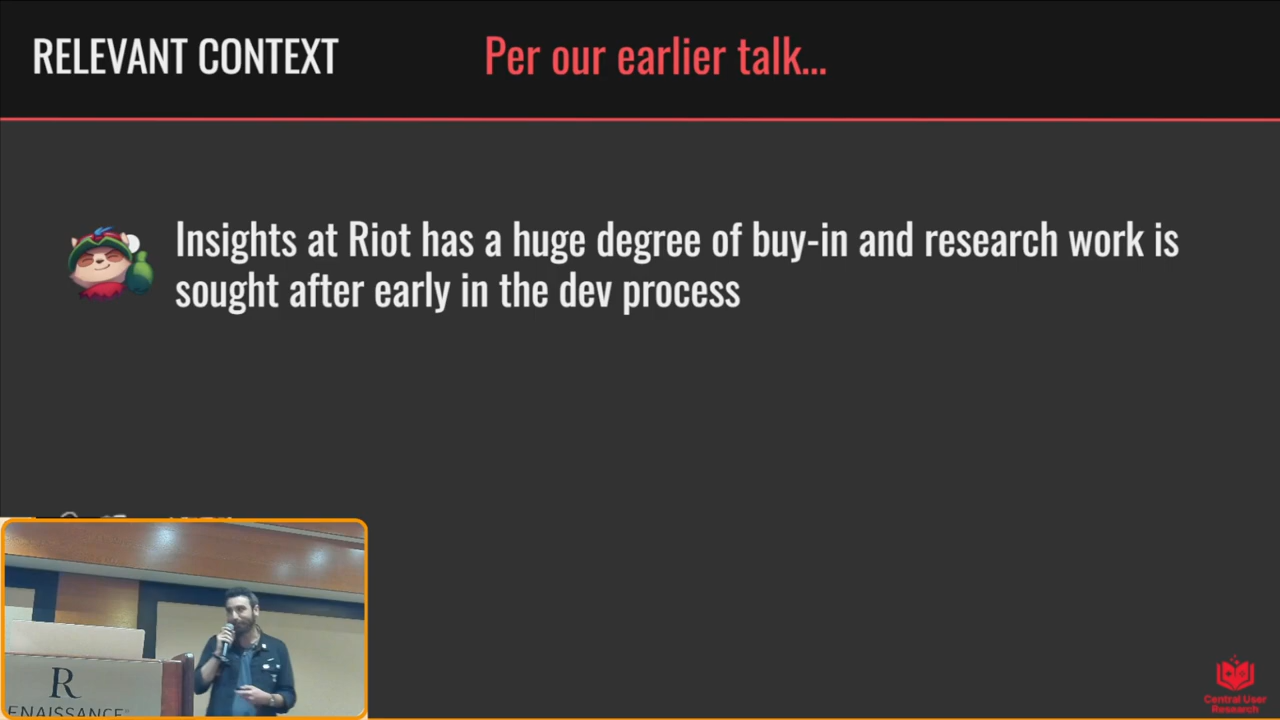 RELEVANT CONTEXT
Per our earlier talk...
Insights at Riot has a huge degree of buy-in and research work is
sought after early in the dev process
R
ENAISSANCE
Central User
Research